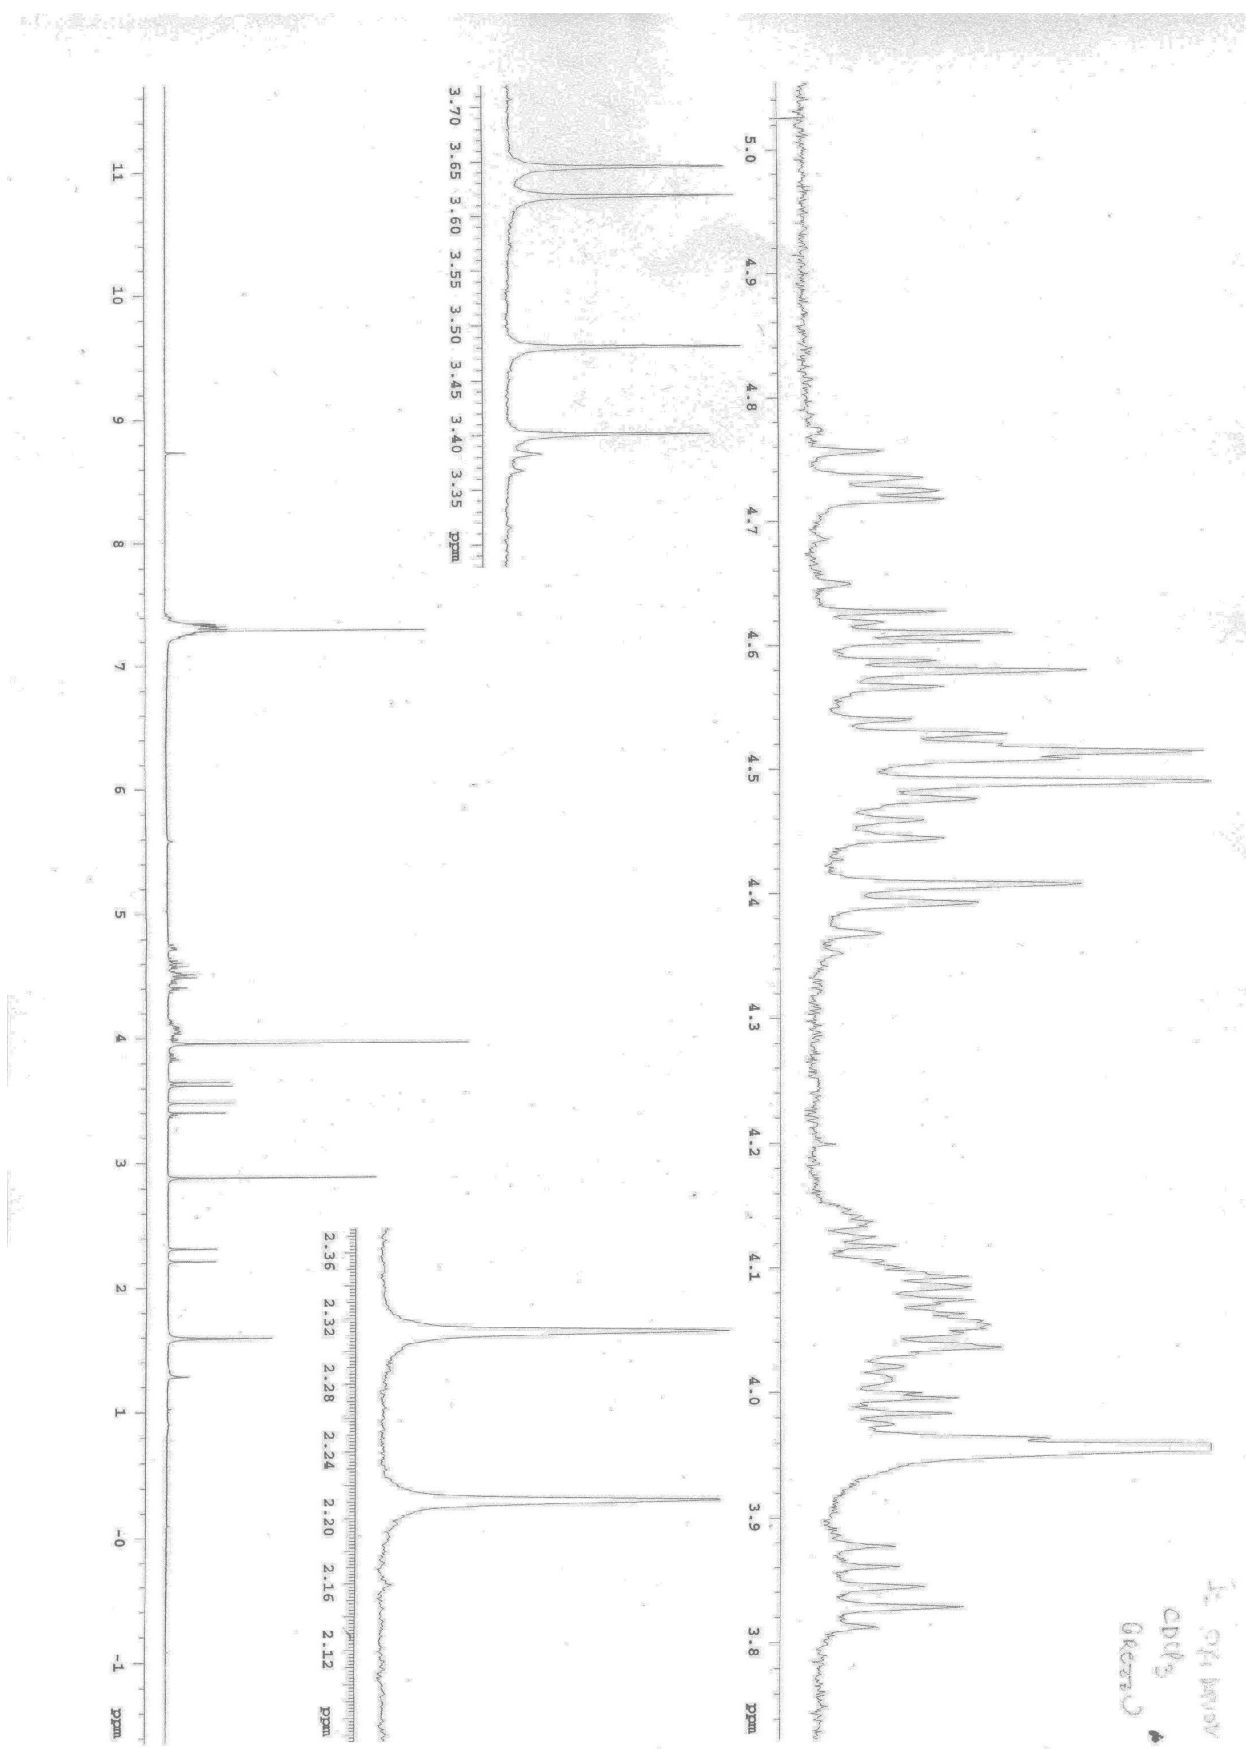 CDCl3
Grezzo
5.0 4.9 4.8 4.7 4.6 4.5 4.4 4.3 4.2 4.1 4.0 3.9 3.8 ppm
3.70 3.65 3.60 3.55 3.50 3.45 3.40 3.35 ppm
2.36 2.32 2.28 2.24 2.20 2.16 2.12 ppm
11 10 9 8 7 6 5 4 3 2 1 -0 -1 ppm